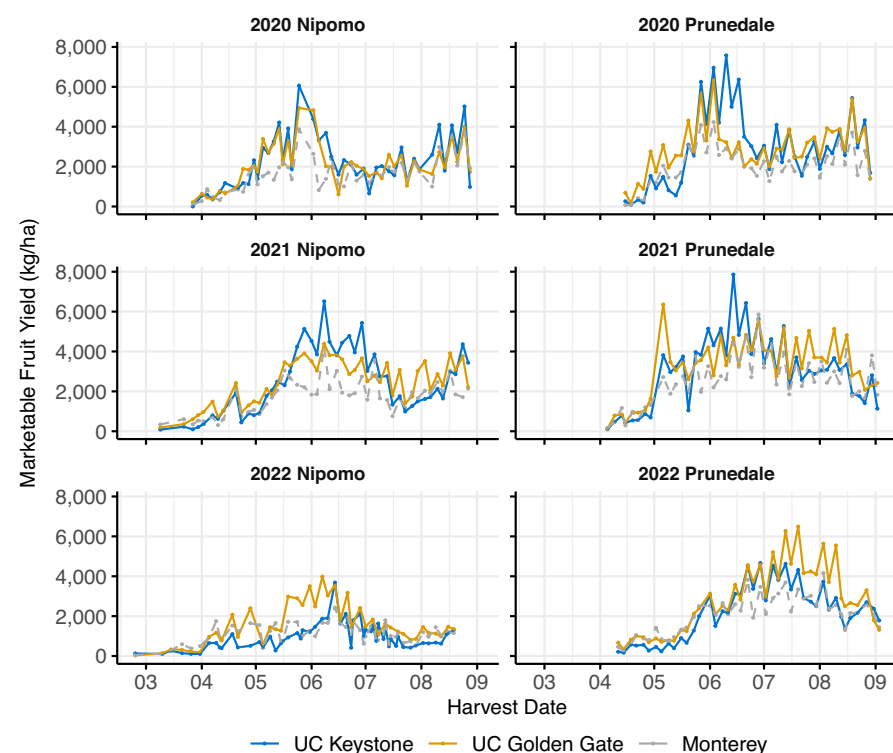 2020 Nipomo 2020 Prunedale
8,000
6,000
4,000
2,000
0
2021 Nipomo 2021 Prunedale
8,000
6,000
4,000
2,000
0
2022 Nipomo 2022 Prunedale
8,000
6,000
4,000
2,000
0
Marketable Fruit Yield (kg/ha)
03 04 05 06 07 08 09 03 04 05 06 07 08 09
Harvest Date
UC Keystone UC Golden Gate Monterey